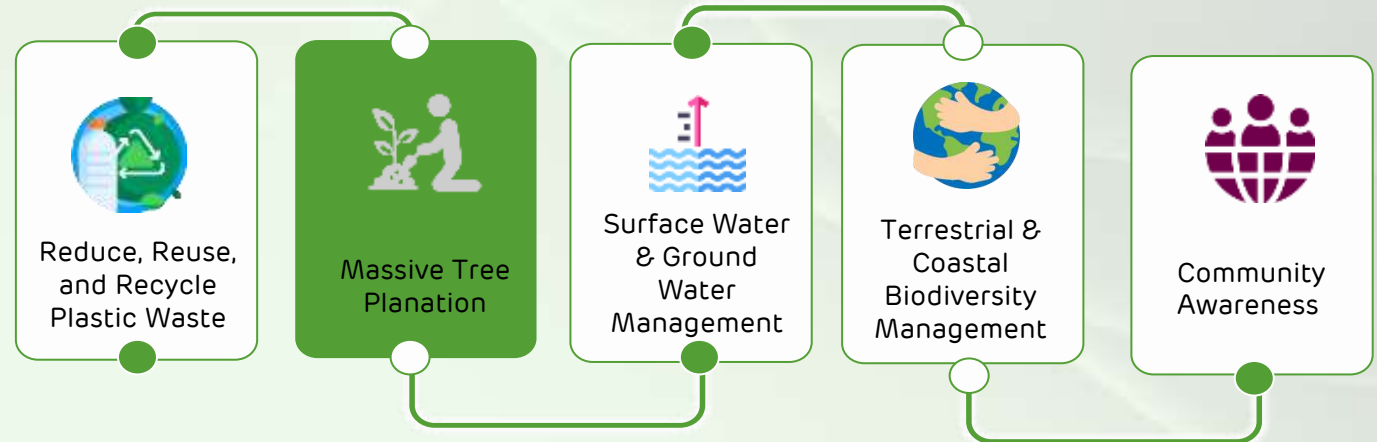 Reduce, Reuse,
and Recycle
Plastic Waste
Massive Tree
Planation
Surface Water
& Ground
Water
Management
Terrestrial &
Coastal
Biodiversity
Management
Community
Awareness